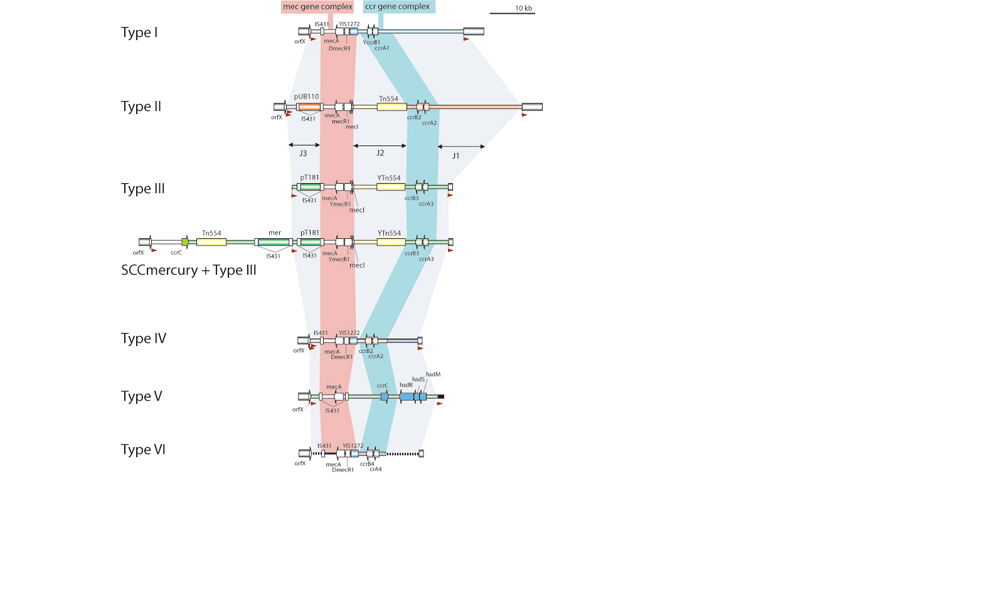 mec gene complex
ccr gene complex
10 kb
Type I
IS431
YIS1272
orfX
mecA
DmecR1
YccrB1
ccrA1
Type II
pUB110
Tn554
orfX
IS431
mecA
mecR1
mecI
ccrB2
ccrA2
J3
J2
J1
Type III
pT181
YTn554
IS431
mecA
YmecR1
mecI
ccrB3
ccrA3
Tn554
mer
pT181
YTn554
orfX
ccrC
IS431
IS431
mecA
YmecR1
mecI
ccrB3
ccrA3
SCCmercury + Type III
Type IV
IS431
YIS1272
orfX
mecA
DmecR1
ccrB2
ccrA2
Type V
mecA
ccrC
hsdR
hsdS
hsdM
orfX
IS431
Type VI
IS431
YIS1272
orfX
mecA
DmecR1
ccrB4
crA4